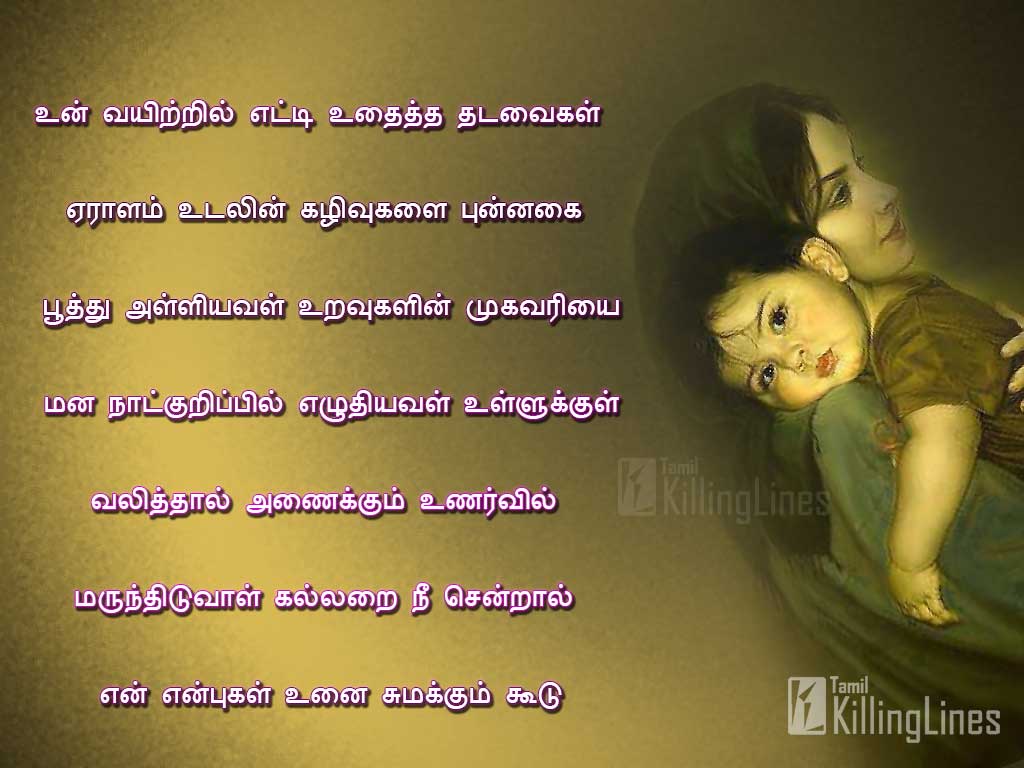 உன் வயிற்றில் எட்டி உதைத்த தடவைகள்
ஏராளம் உடலின் கழிவுகளை புன்னகை
பூத்து அள்ளியவள் உறவுகளின் முகவரியை
மன நாட்குறிப்பில் எழுதியவள் உள்ளுக்குள்
வலித்தால் அணைக்கும் உணர்வில்
மருந்திடுவாள் கல்லறை நீ சென்றால்
என் என்புகள் உனை சுமக்கும் கூடு
Tamil
KillingLines
Tamil
KillingLines